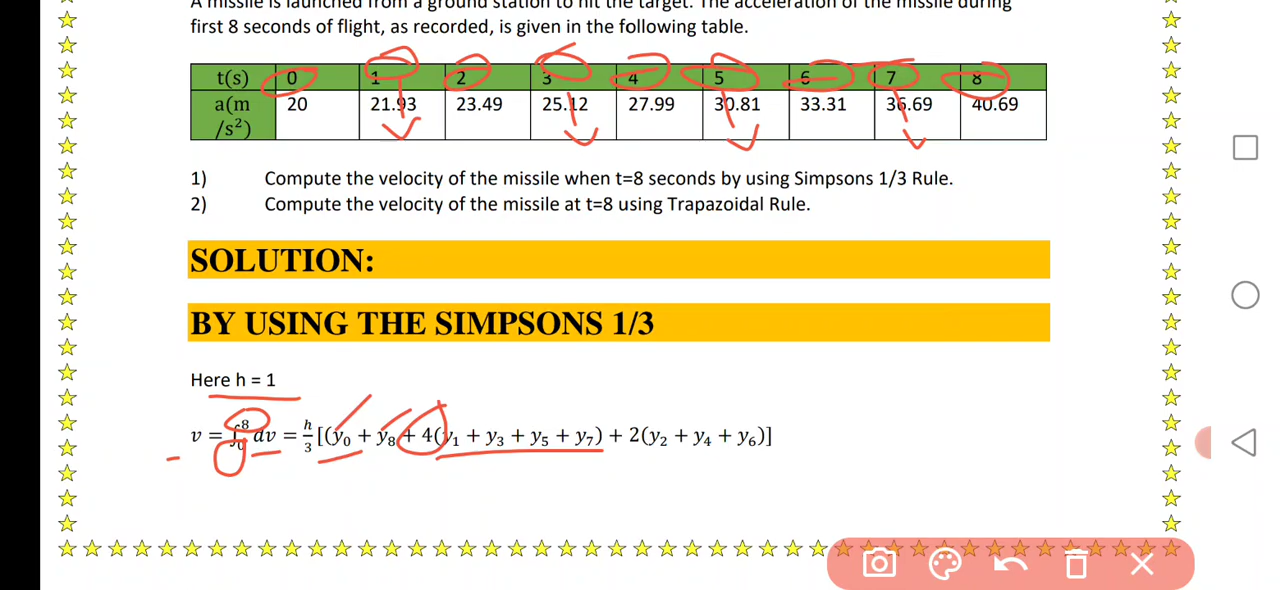 A missile is launched from a ground station to hit the target. The acceleration of the missile during
first 8 seconds of flight, as recorded, is given in the following table.
t(s) 0 1 2 3 4 5 6 7 8
a(m 20 21.93 23.49 25.12 27.99 30.81 33.31 36.69 40.69
/s²)
1) Compute the velocity of the missile when t=8 seconds by using Simpsons 1/3 Rule.
2) Compute the velocity of the missile at t=8 using Trapazoidal Rule.
SOLUTION:
BY USING THE SIMPSONS 1/3
Here h = 1
v = ∫₀⁸ dv = h/3 [(y₀ + y₈ + 4(y₁ + y₃ + y₅ + y₇) + 2(y₂ + y₄ + y₆)]